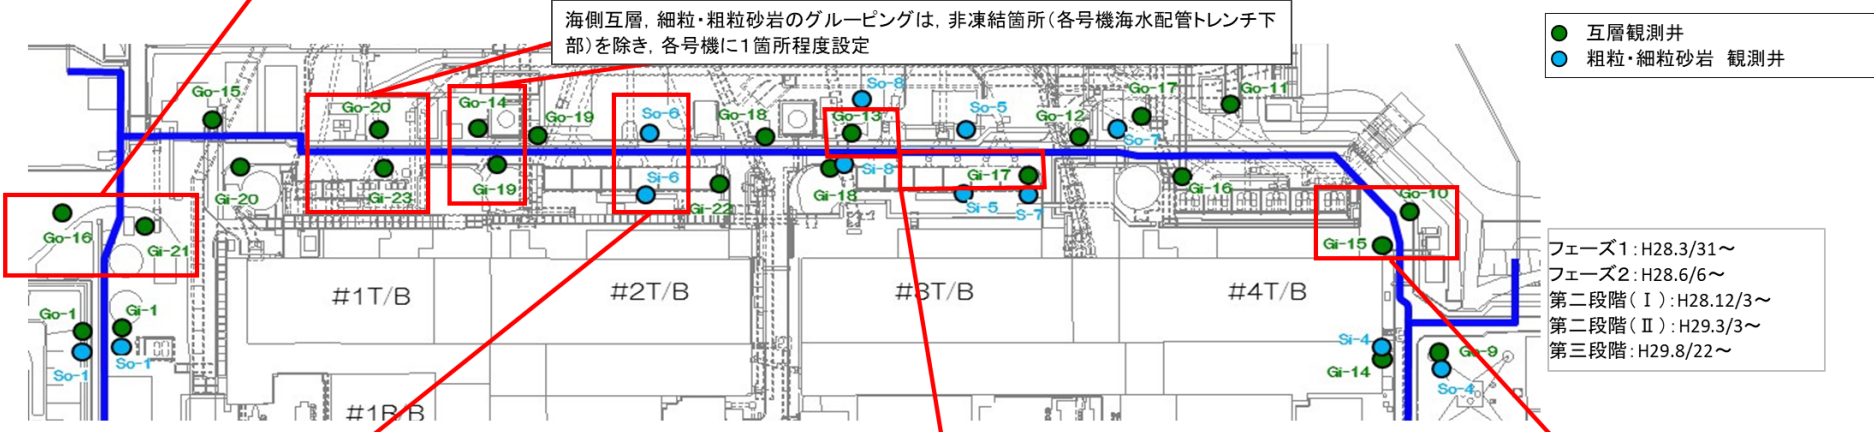 海側互層, 細粒・粗粒砂岩のグルーピングは, 非凍結箇所(各号機海水配管トレンチ下
部)を除き, 各号機に1箇所程度設定
互層観測井
粗粒・細粒砂岩 観測井
Go-15
Go-20
Go-14
Go-19
So-6
Go-18
So-8
Go-13
So-5
Go-12
Go-17
So-7
Go-11
Gi-20
Gi-23
Gi-19
Si-6
Gi-22
Gi-18
Si-8
Gi-17
Si-5
S-7
Gi-16
Go-10
Gi-15
Go-16
Gi-21
#1T/B
#2T/B
#3T/B
#4T/B
フェーズ1:H28.3/31~
フェーズ2:H28.6/6~
第二段階(Ⅰ):H28.12/3~
第二段階(Ⅱ):H29.3/3~
第三段階:H29.8/22~
Go-1
Gi-1
So-1
So-1
Si-4
Gi-14
Go-9
So-4
#1R/B